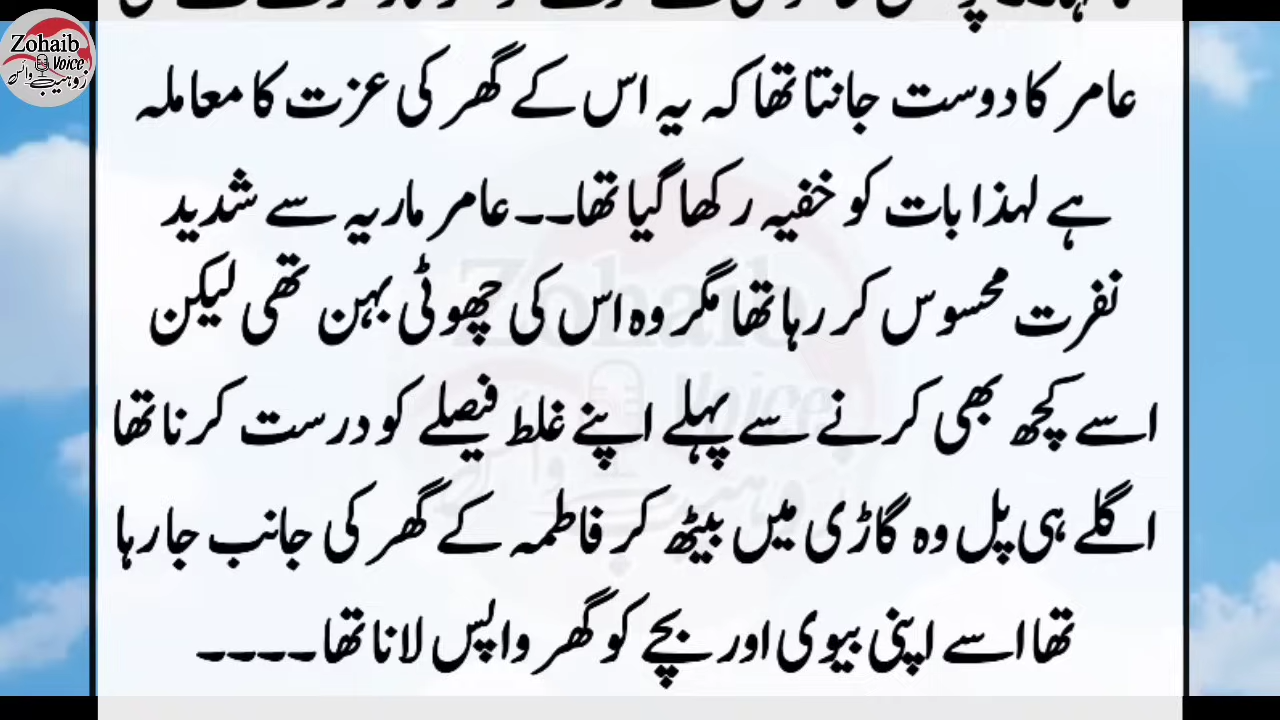 Zohaib
Voice
زوہیب وائس
عامر کا دوست جانتا تھا کہ یہ اس کے گھر کی عزت کا معاملہ
ہے لہذا بات کو خفیہ رکھا گیا تھا۔۔ عامر ماریہ سے شدید
نفرت محسوس کر رہا تھا مگر وہ اس کی چھوٹی بہن تھی لیکن
اسے کچھ بھی کرنے سے پہلے اپنے غلط فیصلے کو درست کرنا تھا
اگلے ہی پل وہ گاڑی میں بیٹھ کر فاطمہ کے گھر کی جانب جا رہا
تھا اسے اپنی بیوی اور بچے کو گھر واپس لانا تھا۔۔۔۔